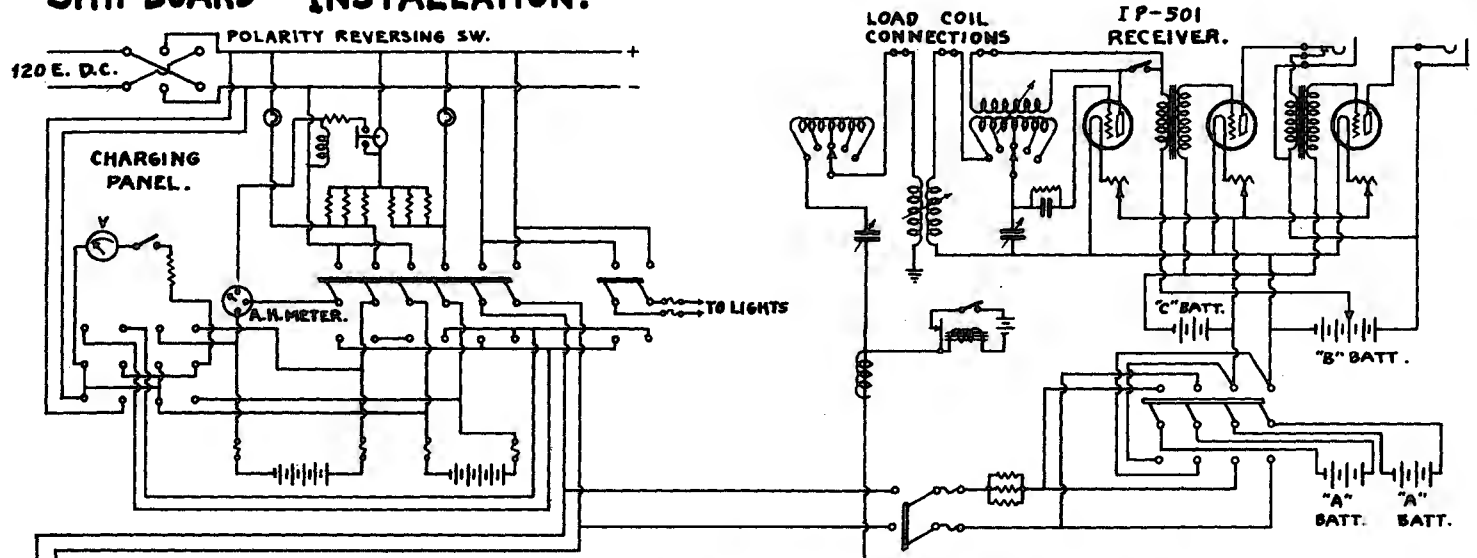 SHIPBOARD INSTALLATION.
POLARITY REVERSING SW.
120 E. D.C.
+
-
CHARGING
PANEL.
V
A.H. METER.
TO LIGHTS
LOAD COIL
CONNECTIONS
IP-501
RECEIVER.
"C" BATT.
"B" BATT.
"A"
BATT.
"A"
BATT.